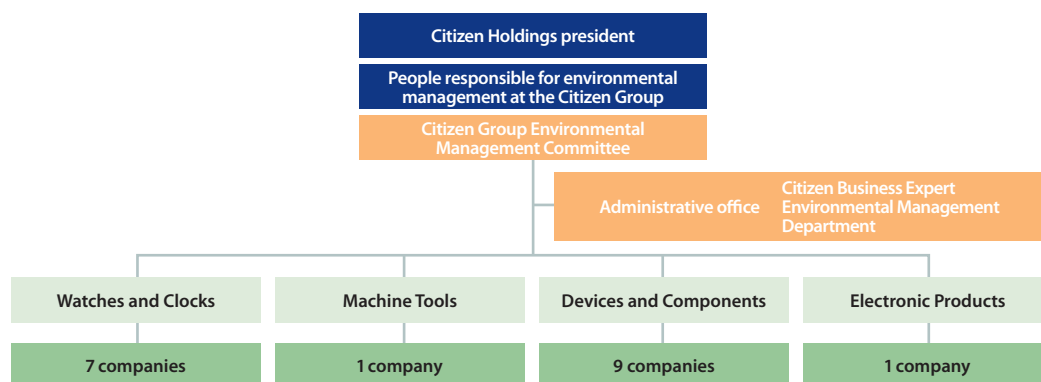 Citizen Holdings president
People responsible for environmental
management at the Citizen Group
Citizen Group Environmental
Management Committee
Administrative office
Citizen Business Expert
Environmental Management
Department
Watches and Clocks
Machine Tools
Devices and Components
Electronic Products
7 companies
1 company
9 companies
1 company